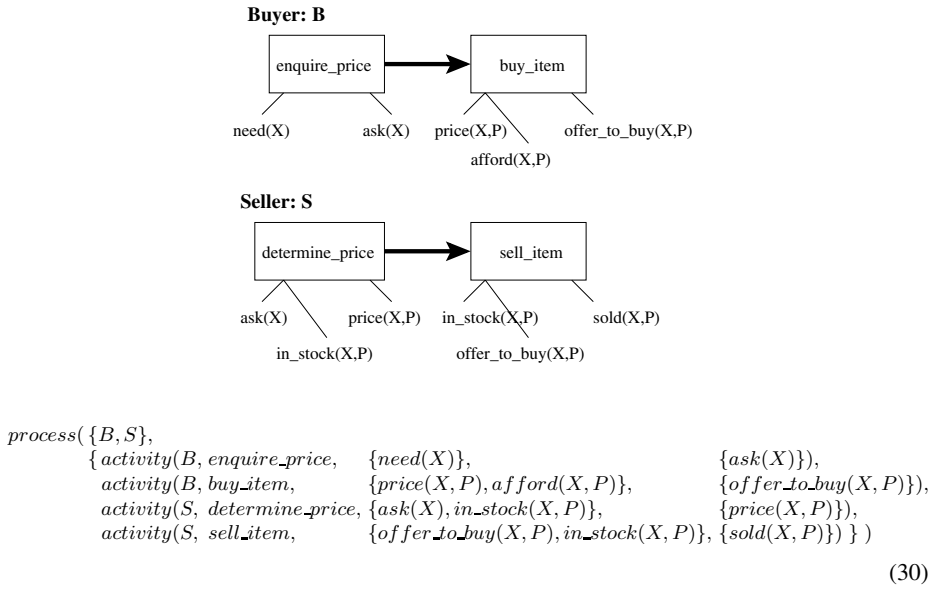 Buyer: B
enquire_price buy_item
need(X) ask(X) price(X,P) offer_to_buy(X,P)
afford(X,P)
Seller: S
determine_price sell_item
ask(X) price(X,P) in_stock(X,P) sold(X,P)
in_stock(X,P) offer_to_buy(X,P)
process( {B, S},
{ activity(B, enquire_price, {need(X)}, {ask(X)}),
activity(B, buy_item, {price(X, P), afford(X, P)}, {offer_to_buy(X, P)}),
activity(S, determine_price, {ask(X), in_stock(X, P)}, {price(X, P)}),
activity(S, sell_item, {offer_to_buy(X, P), in_stock(X, P)}, {sold(X, P)}) } )
(30)